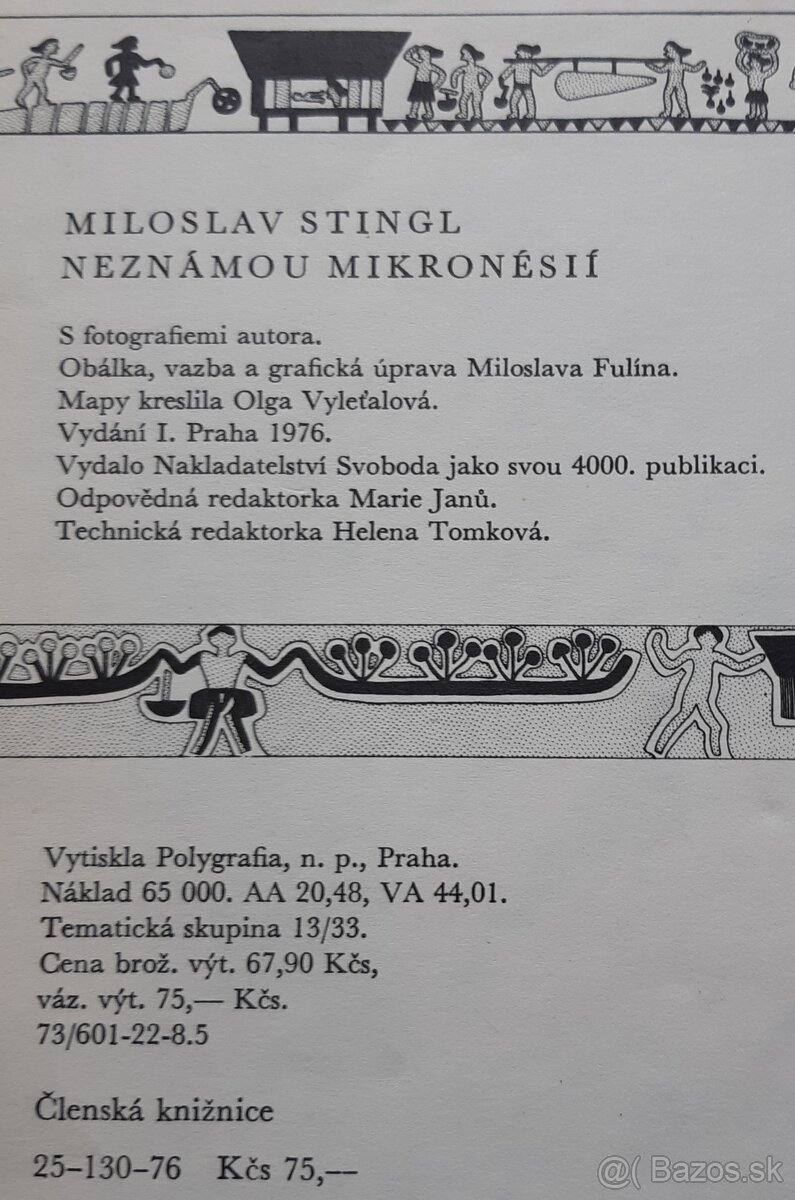 MILOSLAV STINGL
NEZNÁMOU MIKRONÉSIÍ
S fotografiemi autora.
Obálka, vazba a grafická úprava Miloslava Fulína.
Mapy kreslila Olga Vyleťalová.
Vydání I. Praha 1976.
Vydalo Nakladatelství Svoboda jako svou 4000. publikaci.
Odpovědná redaktorka Marie Janů.
Technická redaktorka Helena Tomková.
Vytiskla Polygrafia, n. p., Praha.
Náklad 65 000. AA 20,48, VA 44,01.
Tematická skupina 13/33.
Cena brož. výt. 67,90 Kčs,
váz. výt. 75,— Kčs.
73/601-22-8.5
Členská knižnice
25–130–76 Kčs 75,—
@( Bazos.sk